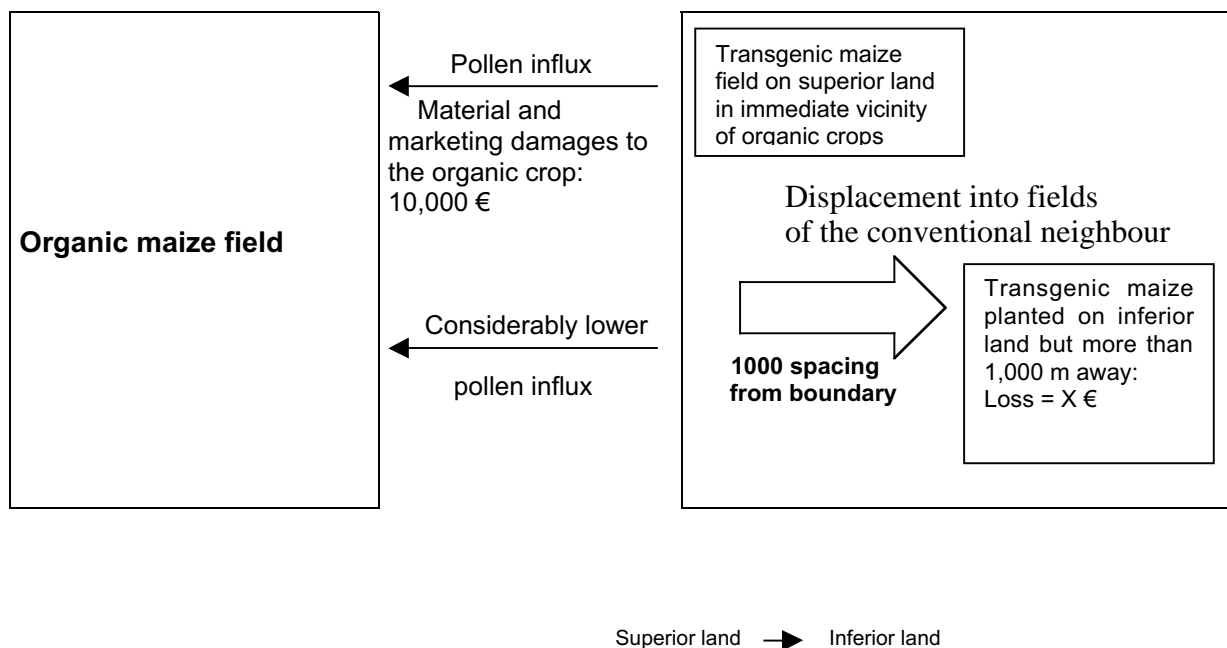 Organic maize field
Pollen influx
Material and
marketing damages to
the organic crop:
10,000 €
Considerably lower
pollen influx
Transgenic maize
field on superior land
in immediate vicinity
of organic crops
Displacement into fields
of the conventional neighbour
1000 spacing
from boundary
Transgenic maize
planted on inferior
land but more than
1,000 m away:
Loss = X €
Superior land Inferior land